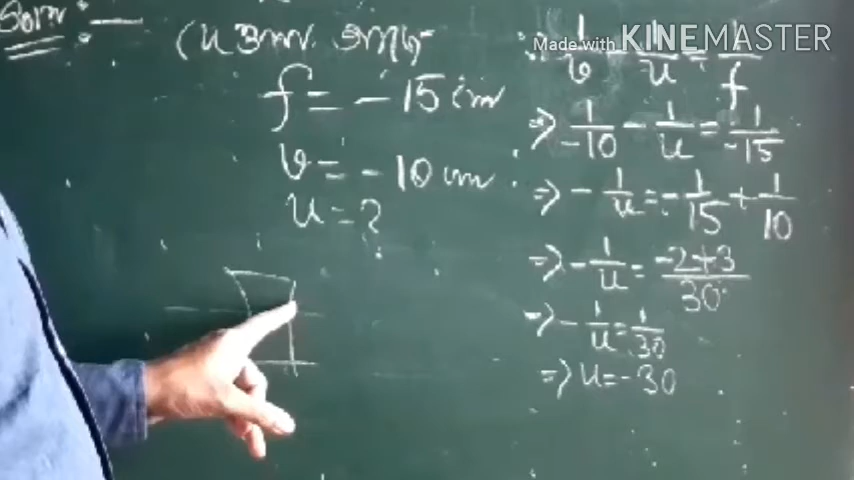 Soln :—
f = - 15 cm
v = - 10 cm
u = ?
∵ 1/v - 1/u = 1/f
⇒ 1/-10 - 1/u = 1/-15
⇒ - 1/u = - 1/15 + 1/10
⇒ - 1/u = -2+3/30
⇒ - 1/u = 1/30
⇒ u = - 30
Made with KINEMASTER